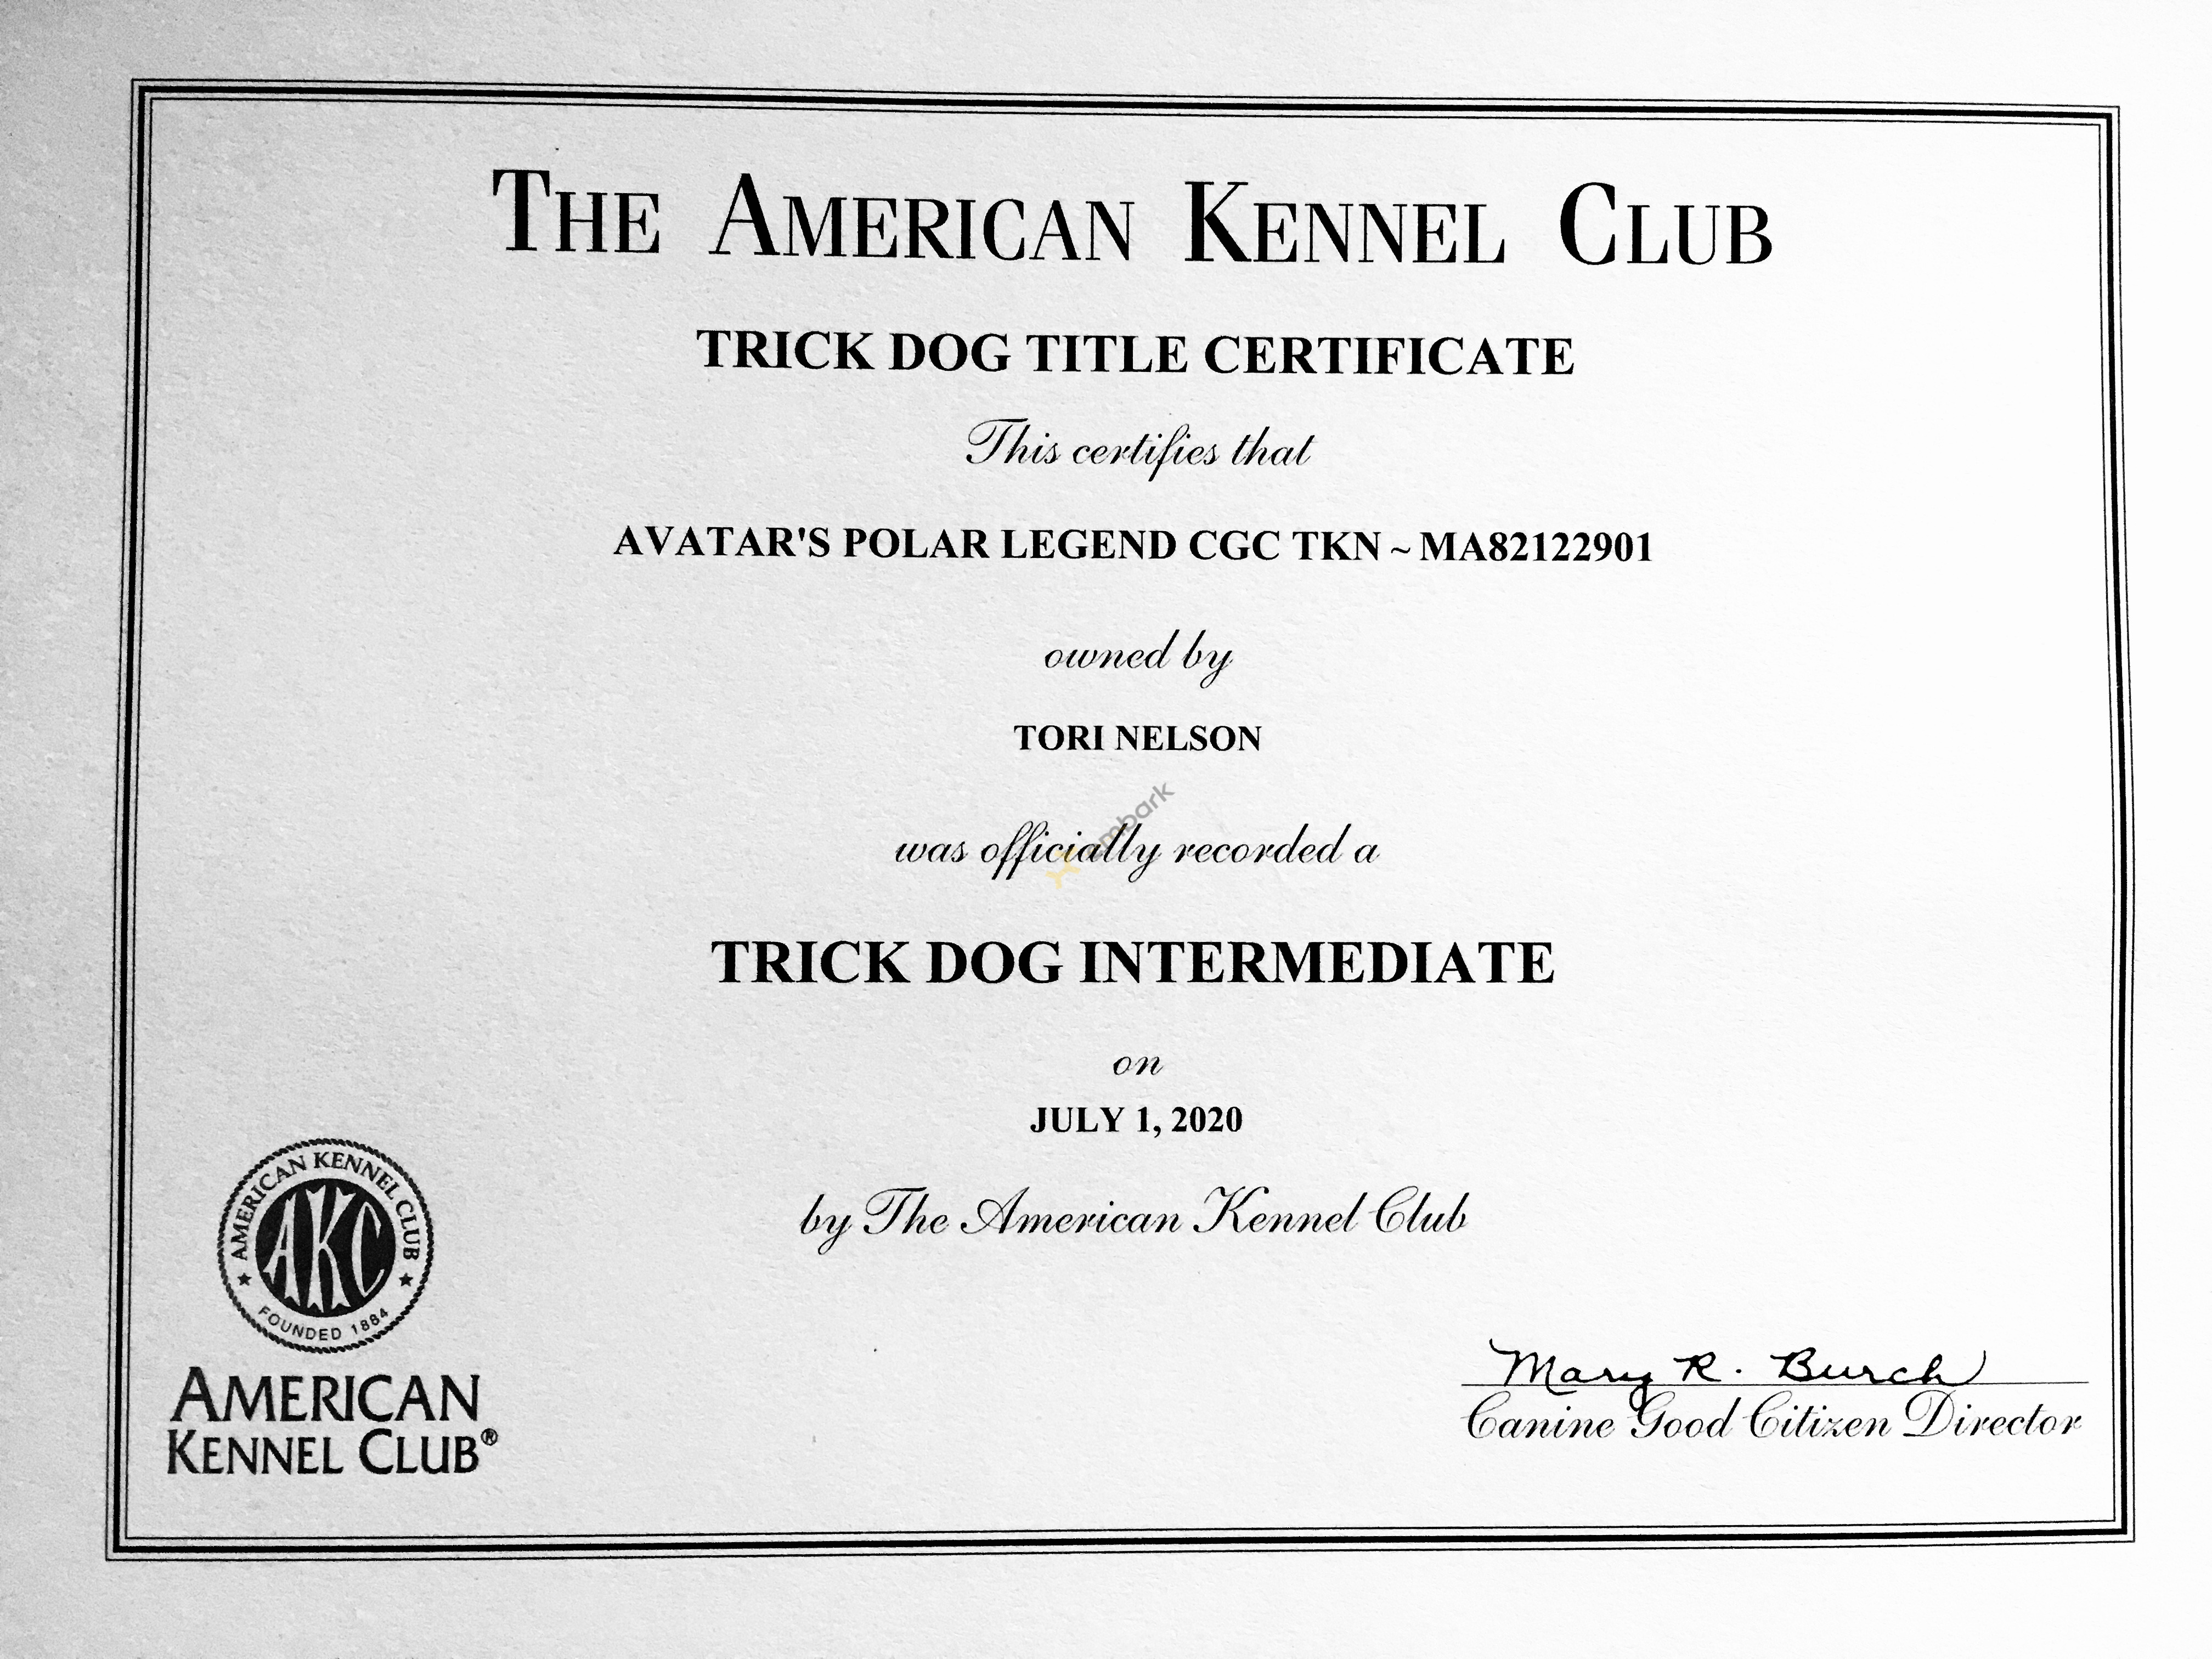 THE AMERICAN KENNEL CLUB
TRICK DOG TITLE CERTIFICATE
This certifies that
AVATAR'S POLAR LEGEND CGC TKN ~ MA82122901
owned by
TORI NELSON
embark
was officially recorded a
TRICK DOG INTERMEDIATE
on
JULY 1, 2020
by The American Kennel Club
AMERICAN KENNEL CLUB
AKC
FOUNDED 1884
AMERICAN
KENNEL CLUB®
Mary R. Burch
Canine Good Citizen Director